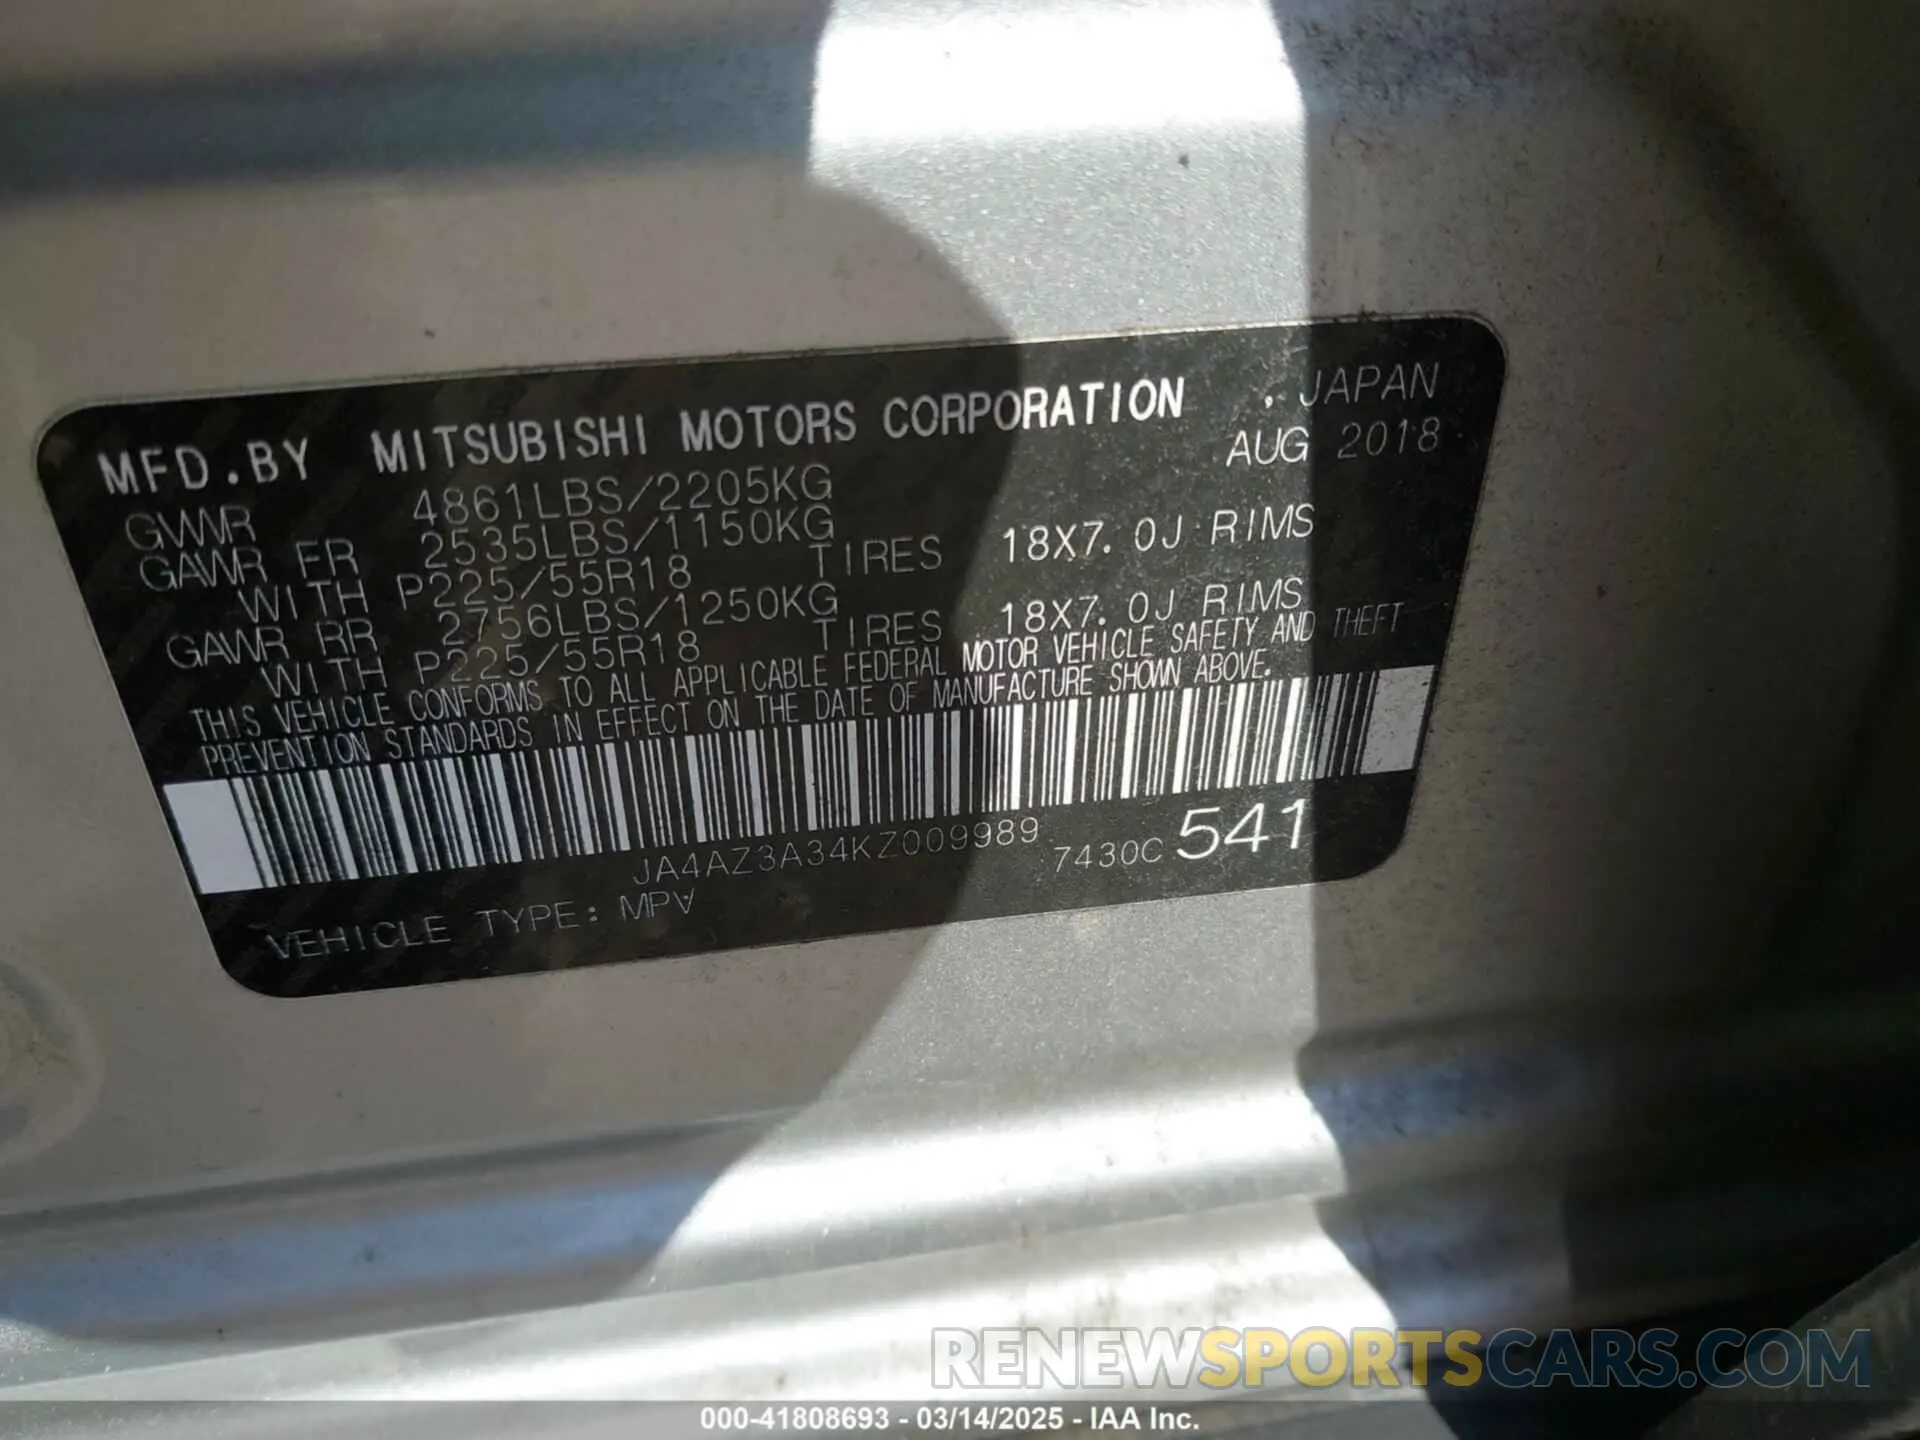 MFD.BY MITSUBISHI MOTORS CORPORATION . JAPAN
AUG 2018
GVWR 4861LBS/2205KG
GAWR FR 2535LBS/1150KG
WITH P225/55R18 TIRES 18X7.0J RIMS
GAWR RR 2756LBS/1250KG
WITH P225/55R18 TIRES 18X7.0J RIMS
THIS VEHICLE CONFORMS TO ALL APPLICABLE FEDERAL MOTOR VEHICLE SAFETY AND THEFT
PREVENTION STANDARDS IN EFFECT ON THE DATE OF MANUFACTURE SHOWN ABOVE.
JA4AZ3A34KZ009989 7430C 541
VEHICLE TYPE: MPV
RENEWSPORTSCARS.COM
000-41808693 - 03/14/2025 - IAA Inc.